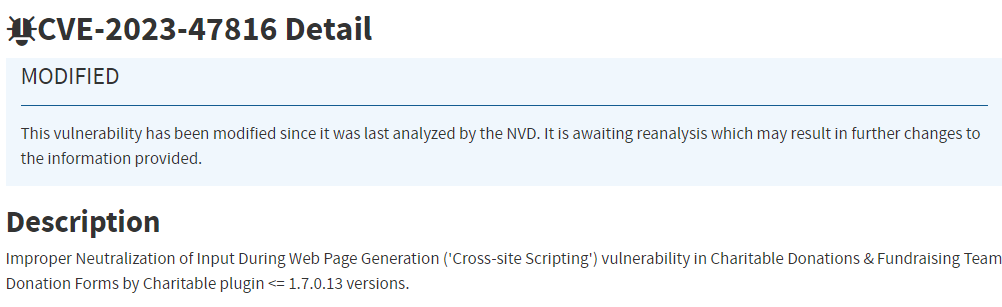 CVE-2023-47816 Detail
MODIFIED
This vulnerability has been modified since it was last analyzed by the NVD. It is awaiting reanalysis which may result in further changes to
the information provided.
Description
Improper Neutralization of Input During Web Page Generation ('Cross-site Scripting') vulnerability in Charitable Donations & Fundraising Team
Donation Forms by Charitable plugin <= 1.7.0.13 versions.